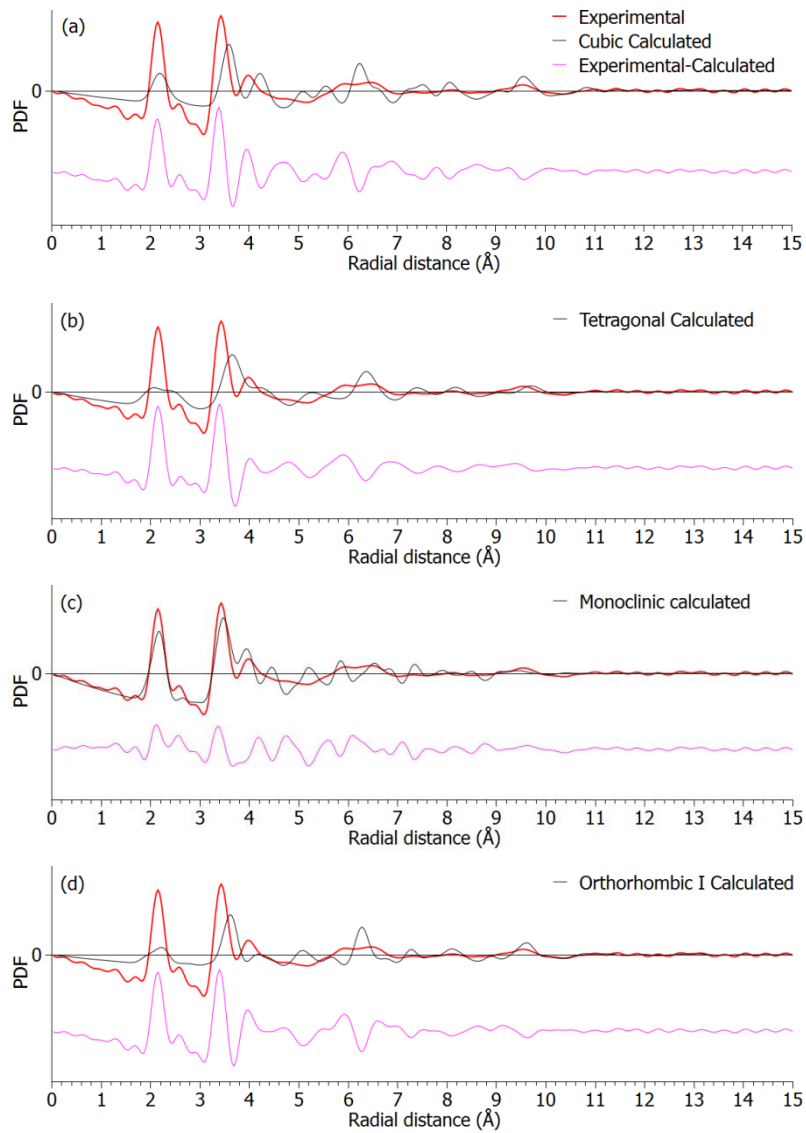 (a)
Experimental
Cubic Calculated
Experimental-Calculated
0
PDF
0 1 2 3 4 5 6 7 8 9 10 11 12 13 14 15
Radial distance (Å)
(b)
Tetragonal Calculated
0
PDF
0 1 2 3 4 5 6 7 8 9 10 11 12 13 14 15
Radial distance (Å)
(c)
Monoclinic calculated
0
PDF
0 1 2 3 4 5 6 7 8 9 10 11 12 13 14 15
Radial distance (Å)
(d)
Orthorhombic I Calculated
0
PDF
0 1 2 3 4 5 6 7 8 9 10 11 12 13 14 15
Radial distance (Å)